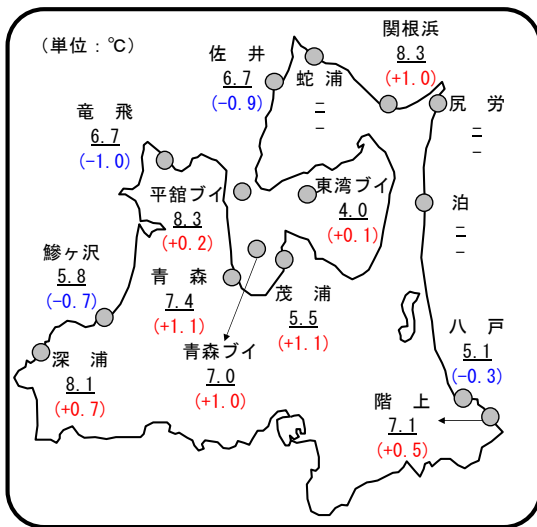 (単位：℃)
佐 井
6.7
(-0.9)
蛇 浦
–
–
関根浜
8.3
(+1.0)
尻 労
–
–
竜 飛
6.7
(-1.0)
平舘ブイ
8.3
(+0.2)
東湾ブイ
4.0
(+0.1)
泊
–
–
鰺ヶ沢
5.8
(-0.7)
青 森
7.4
(+1.1)
茂 浦
5.5
(+1.1)
青森ブイ
7.0
(+1.0)
八 戸
5.1
(-0.3)
深 浦
8.1
(+0.7)
階 上
7.1
(+0.5)